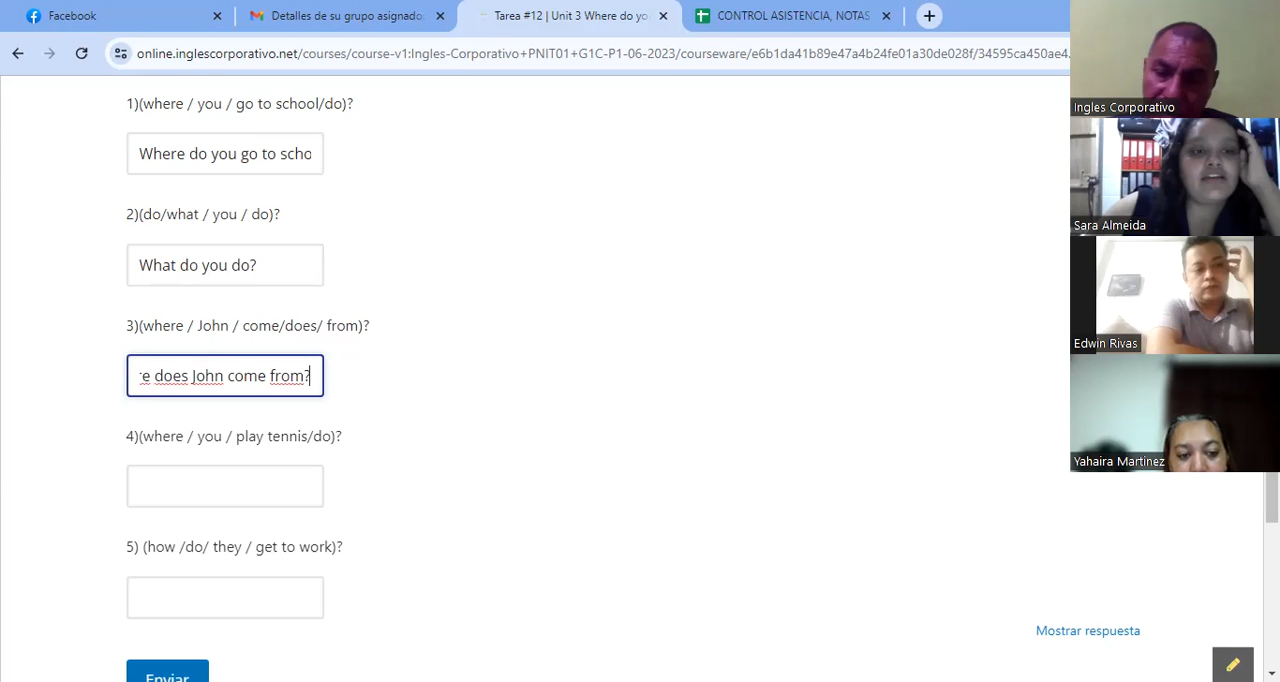 Facebook
Detalles de su grupo asignado
Tarea #12 | Unit 3 Where do yo
CONTROL ASISTENCIA, NOTAS
online.inglescorporativo.net/courses/course-v1:Ingles-Corporativo+PNIT01+G1C-P1-06-2023/courseware/e6b1da41b89e47a4b24fe01a30de028f/34595ca450ae4.
Ingles Corporativo
Sara Almeida
Edwin Rivas
Yahaira Martinez
1)(where / you / go to school/do)?
Where do you go to scho
2)(do/what / you / do)?
What do you do?
3)(where / John / come/does/ from)?
re does John come from?
4)(where / you / play tennis/do)?
5) (how /do/ they / get to work)?
Mostrar respuesta
Enviar